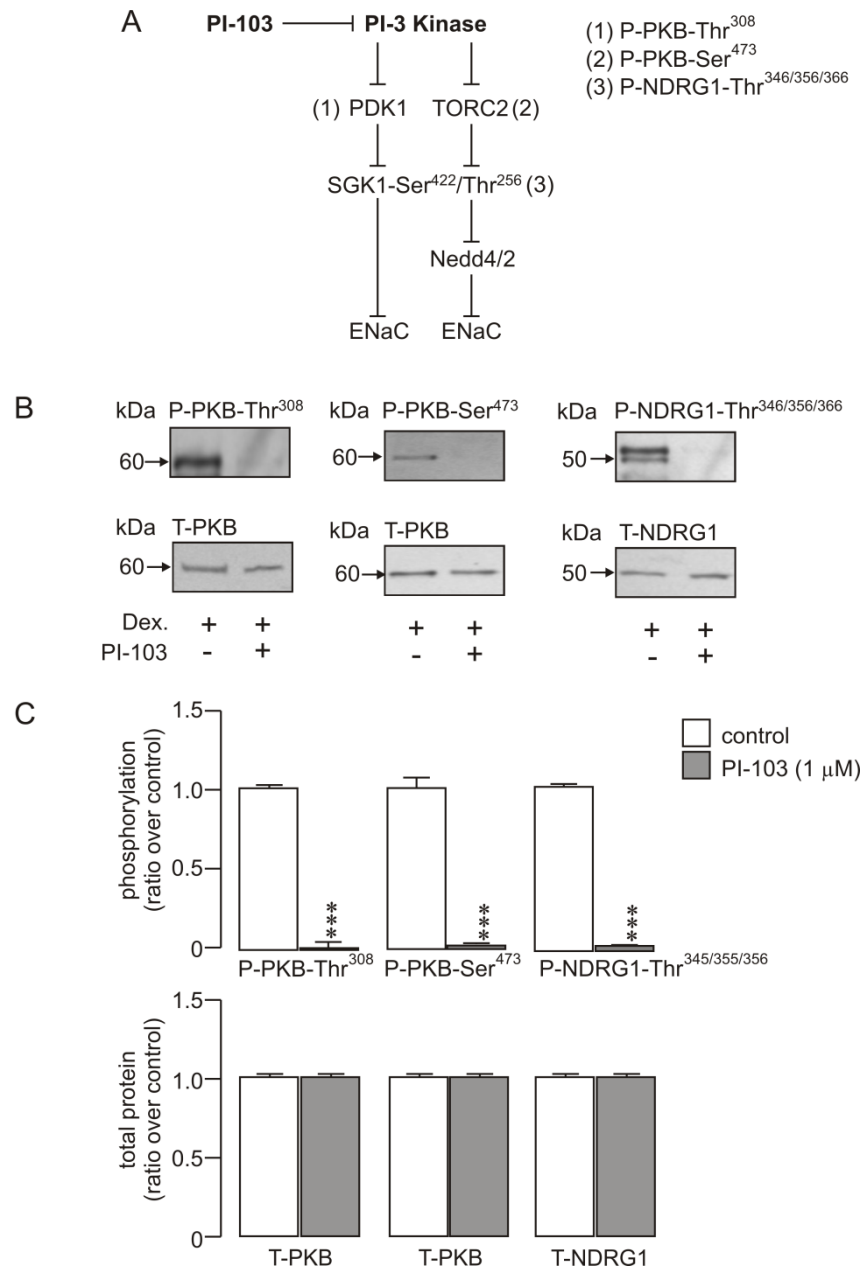 A
PI-103 PI-3 Kinase
(1) P-PKB-Thr³⁰⁸
(2) P-PKB-Ser⁴⁷³
(3) P-NDRG1-Thr³⁴⁶/³⁵⁶/³⁶⁶
(1) PDK1 TORC2 (2)
SGK1-Ser⁴²²/Thr²⁵⁶ (3)
Nedd4/2
ENaC ENaC
B
kDa P-PKB-Thr³⁰⁸ kDa P-PKB-Ser⁴⁷³ kDa P-NDRG1-Thr³⁴⁶/³⁵⁶/³⁶⁶
60 60 50
kDa T-PKB kDa T-PKB kDa T-NDRG1
60 60 50
Dex. + + + + + +
PI-103 - + - + - +
C
phosphorylation
(ratio over control)
1.5
1.0
0.5
0
control
PI-103 (1 µM)
*** *** ***
P-PKB-Thr³⁰⁸ P-PKB-Ser⁴⁷³ P-NDRG1-Thr³⁴⁵/³⁵⁵/³⁵⁶
total protein
(ratio over control)
1.5
1.0
0.5
0
T-PKB T-PKB T-NDRG1